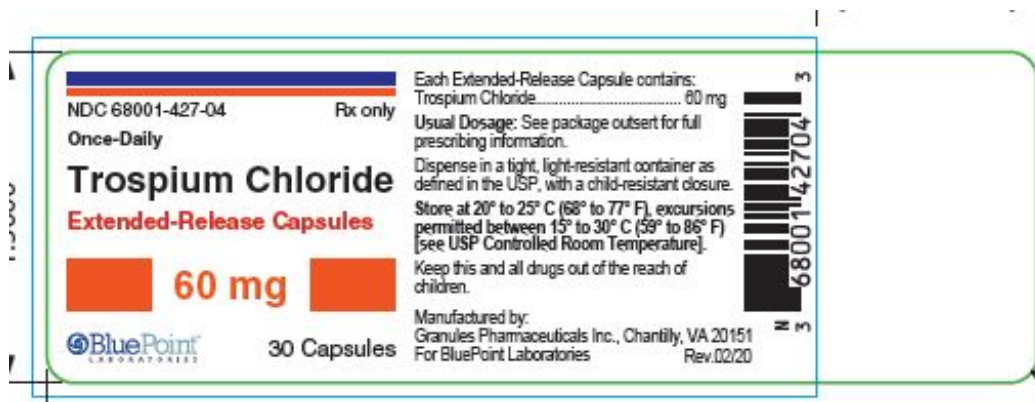 NDC 68001-427-04 Rx only
Once-Daily
Trospium Chloride
Extended-Release Capsules
60 mg
BluePoint
LABORATORIES
30 Capsules
Each Extended-Release Capsule contains:
Trospium Chloride........................................ 60 mg
Usual Dosage: See package outsert for full
prescribing information.
Dispense in a tight, light-resistant container as
defined in the USP, with a child-resistant closure.
Store at 20° to 25° C (68° to 77° F), excursions
permitted between 15° to 30° C (59° to 86° F)
[see USP Controlled Room Temperature].
Keep this and all drugs out of the reach of
children.
Manufactured by:
Granules Pharmaceuticals Inc., Chantilly, VA 20151
For BluePoint Laboratories Rev.02/20
N
3 68001 42704 3